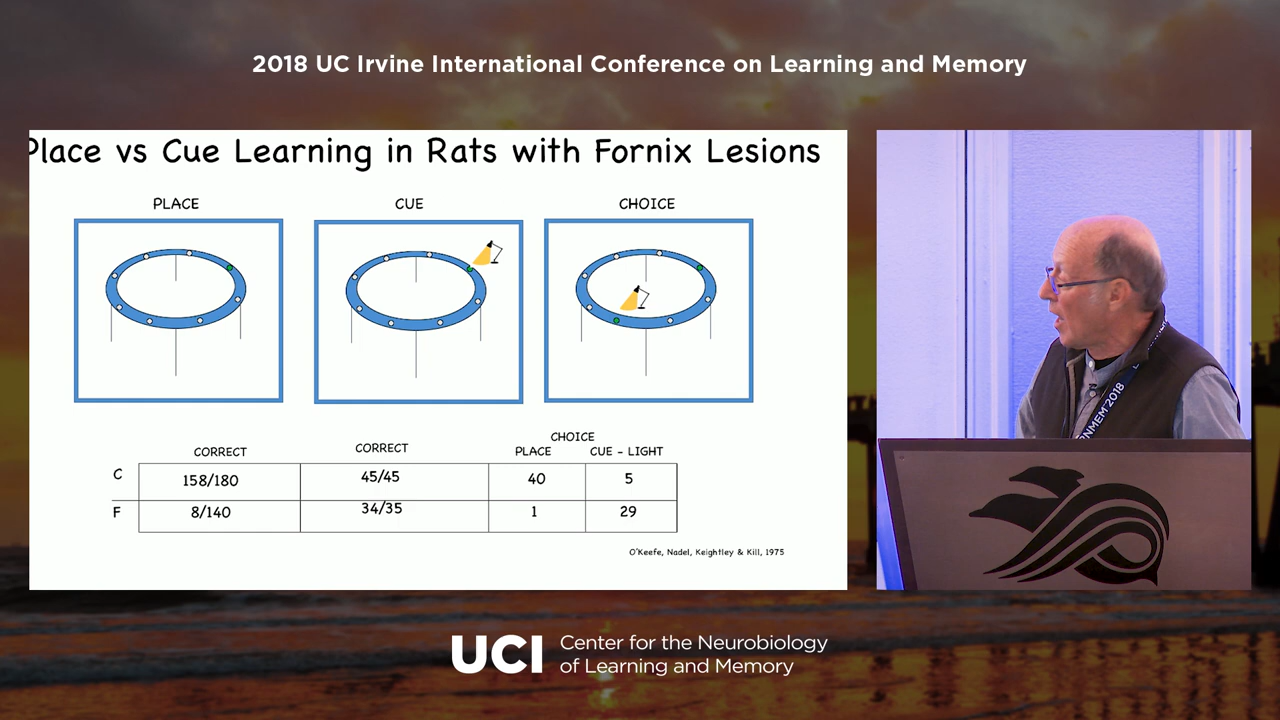 2018 UC Irvine International Conference on Learning and Memory
Place vs Cue Learning in Rats with Fornix Lesions
PLACE CUE CHOICE
CHOICE
CORRECT CORRECT PLACE CUE – LIGHT
C 158/180 45/45 40 5
F 8/140 34/35 1 29
O'Keefe, Nadel, Keightley & Kill, 1975
NMEM 2018
UCI Center for the Neurobiology
of Learning and Memory